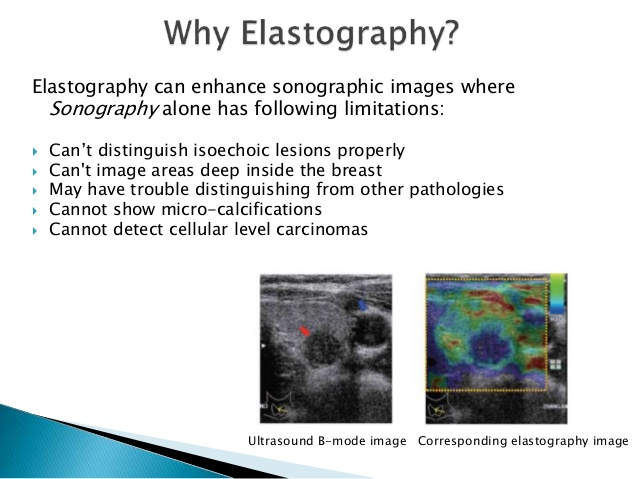 Why Elastography?
Elastography can enhance sonographic images where
Sonography alone has following limitations:
Can’t distinguish isoechoic lesions properly
Can't image areas deep inside the breast
May have trouble distinguishing from other pathologies
Cannot show micro-calcifications
Cannot detect cellular level carcinomas
Ultrasound B-mode image
Corresponding elastography image